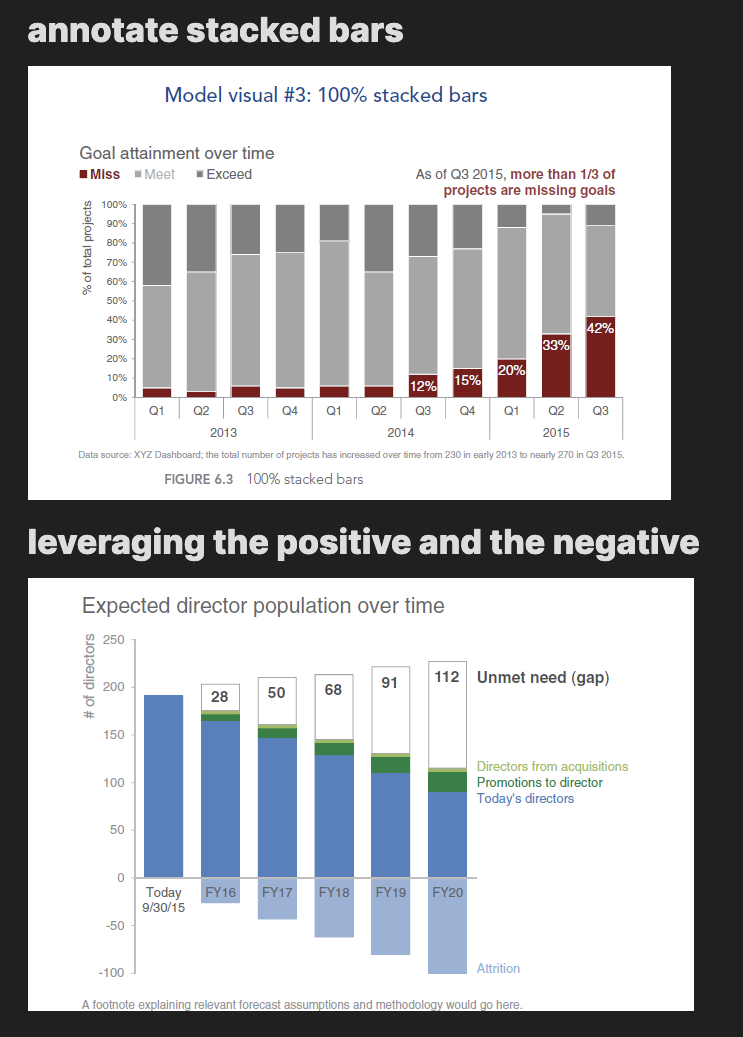 annotate stacked bars
Model visual #3: 100% stacked bars
Goal attainment over time
Miss Meet Exceed
As of Q3 2015, more than 1/3 of
projects are missing goals
% of total projects
100%
90%
80%
70%
60%
50%
40%
30%
20%
10%
0%
12% 15% 20% 33% 42%
Q1 Q2 Q3 Q4 Q1 Q2 Q3 Q4 Q1 Q2 Q3
2013 2014 2015
Data source: XYZ Dashboard; the total number of projects has increased over time from 230 in early 2013 to nearly 270 in Q3 2015.
FIGURE 6.3 100% stacked bars
leveraging the positive and the negative
Expected director population over time
# of directors
250
200
150
100
50
0
-50
-100
28 50 68 91 112 Unmet need (gap)
Directors from acquisitions
Promotions to director
Today's directors
Today FY16 FY17 FY18 FY19 FY20
9/30/15
Attrition
A footnote explaining relevant forecast assumptions and methodology would go here.